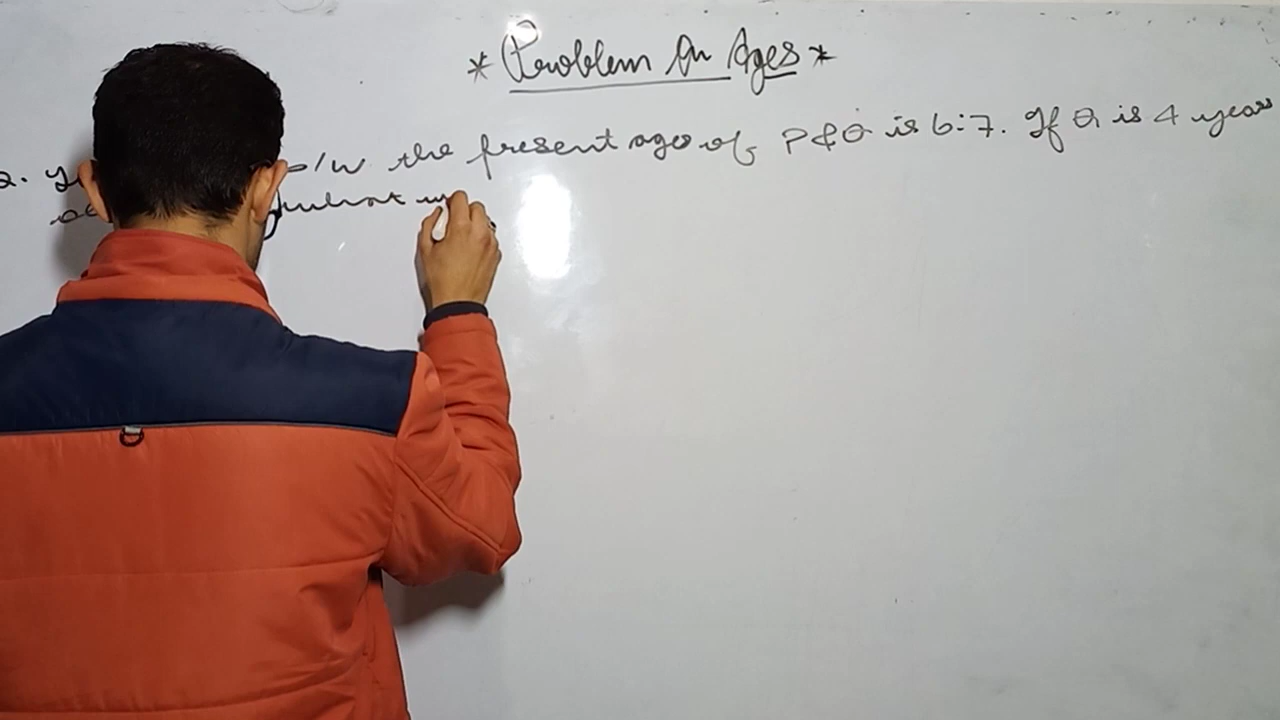 * Problem On Ages *
2. b/w the present ages of P & Q is 6:7. If Q is 4 years
what